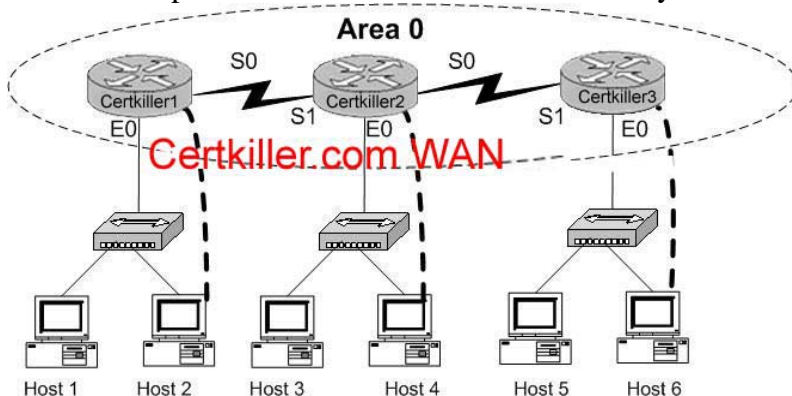 Area 0
S0
S0
Certkiller1
Certkiller2
Certkiller3
E0
S1
E0
S1
E0
Certkiller.com WAN
Host 1
Host 2
Host 3
Host 4
Host 5
Host 6